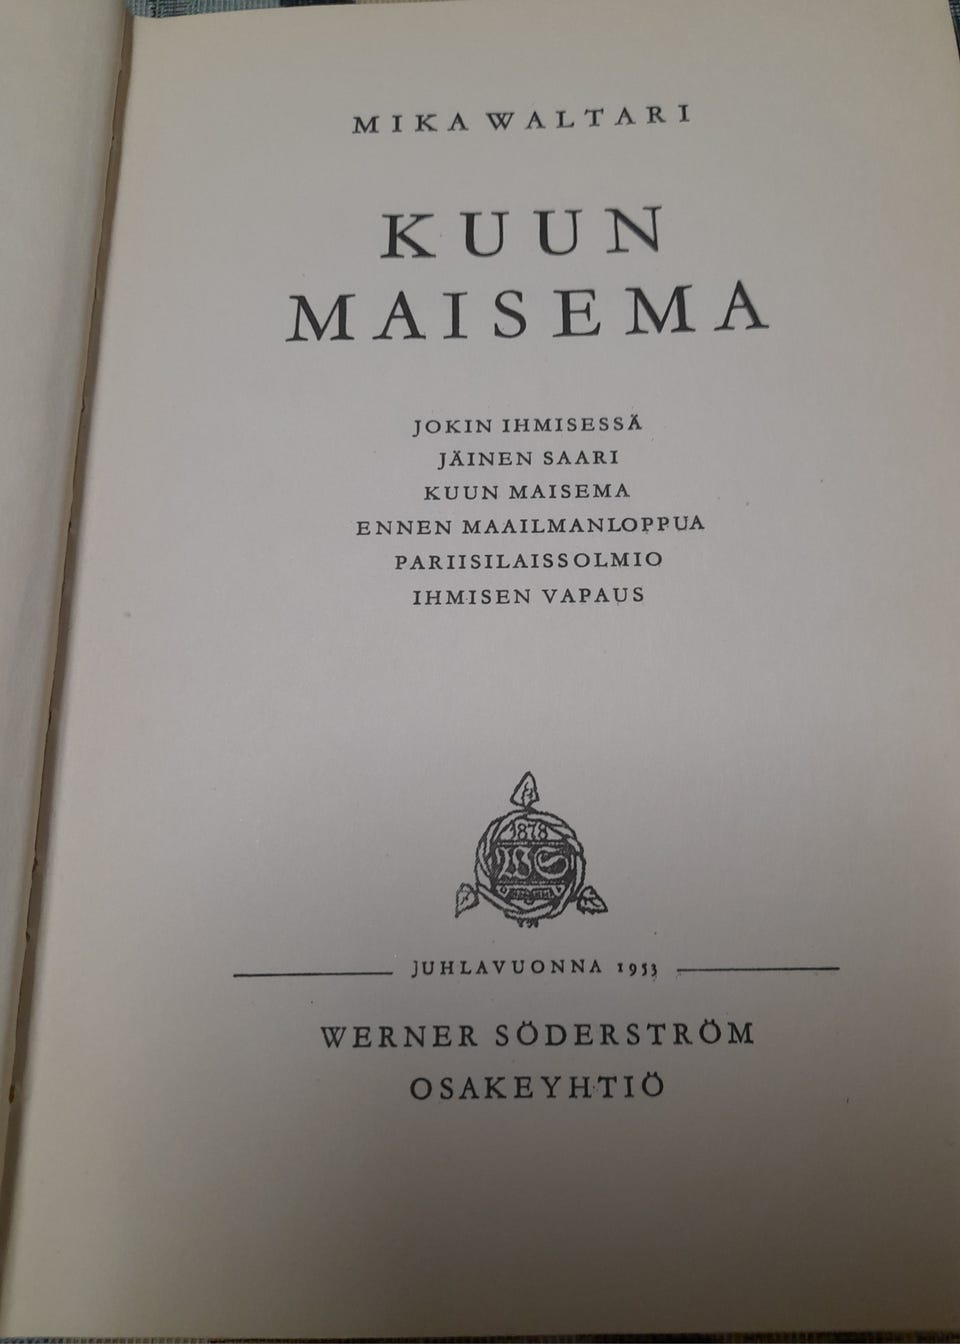 MIKA WALTARI
KUUN
MAISEMA
JOKIN IHMISESSÄ
JÄINEN SAARI
KUUN MAISEMA
ENNEN MAAILMANLOPPUA
PARIISILAISSOLMIO
IHMISEN VAPAUS
1878
WS
JUHLAVUONNA 1953
WERNER SÖDERSTRÖM
OSAKEYHTIÖ